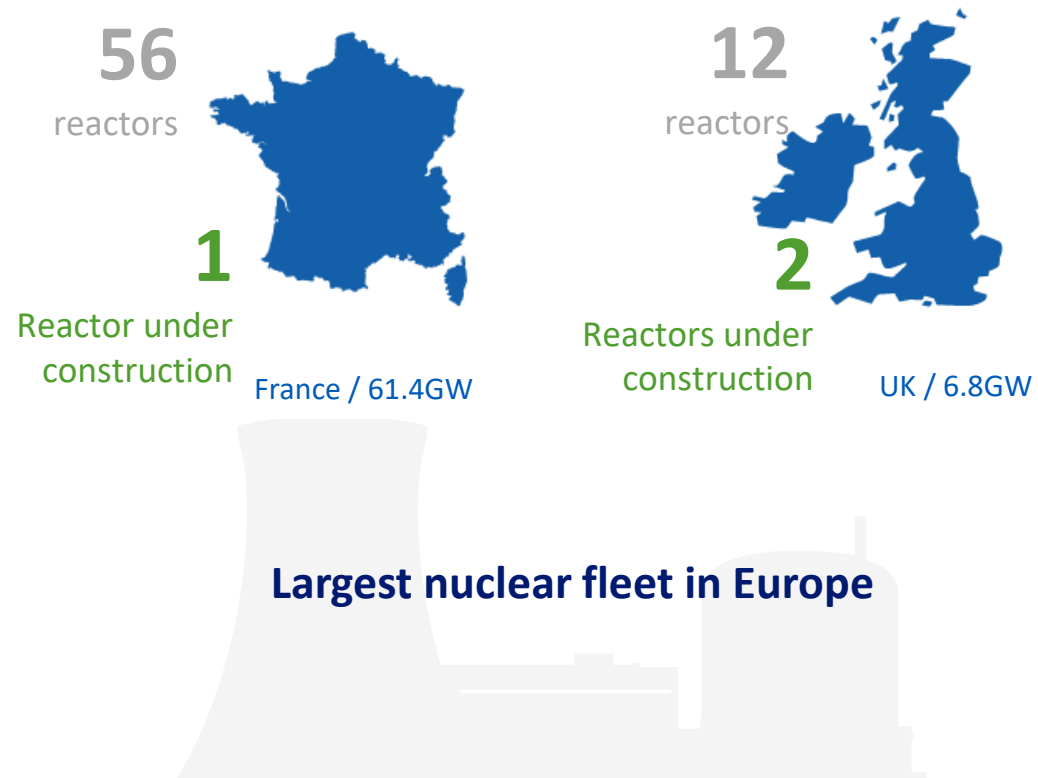 56
reactors
1
Reactor under
construction
France / 61.4GW
12
reactors
2
Reactors under
construction
UK / 6.8GW
Largest nuclear fleet in Europe